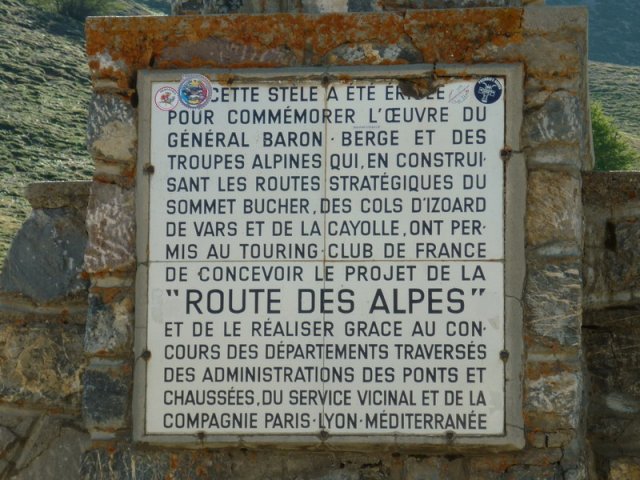 CETTE STÈLE A ÉTÉ ÉRIGÉE
POUR COMMÉMORER L'ŒUVRE DU
GÉNÉRAL BARON · BERGE ET DES
TROUPES ALPINES QUI, EN CONSTRUI-
SANT LES ROUTES STRATÉGIQUES DU
SOMMET BUCHER, DES COLS D'IZOARD
DE VARS ET DE LA CAYOLLE, ONT PER-
MIS AU TOURING-CLUB DE FRANCE
DE CONCEVOIR LE PROJET DE LA
"ROUTE DES ALPES"
ET DE LE RÉALISER GRACE AU CON-
COURS DES DÉPARTEMENTS TRAVERSÉS
DES ADMINISTRATIONS DES PONTS ET
CHAUSSÉES, DU SERVICE VICINAL ET DE LA
COMPAGNIE PARIS-LYON-MÉDITERRANÉE